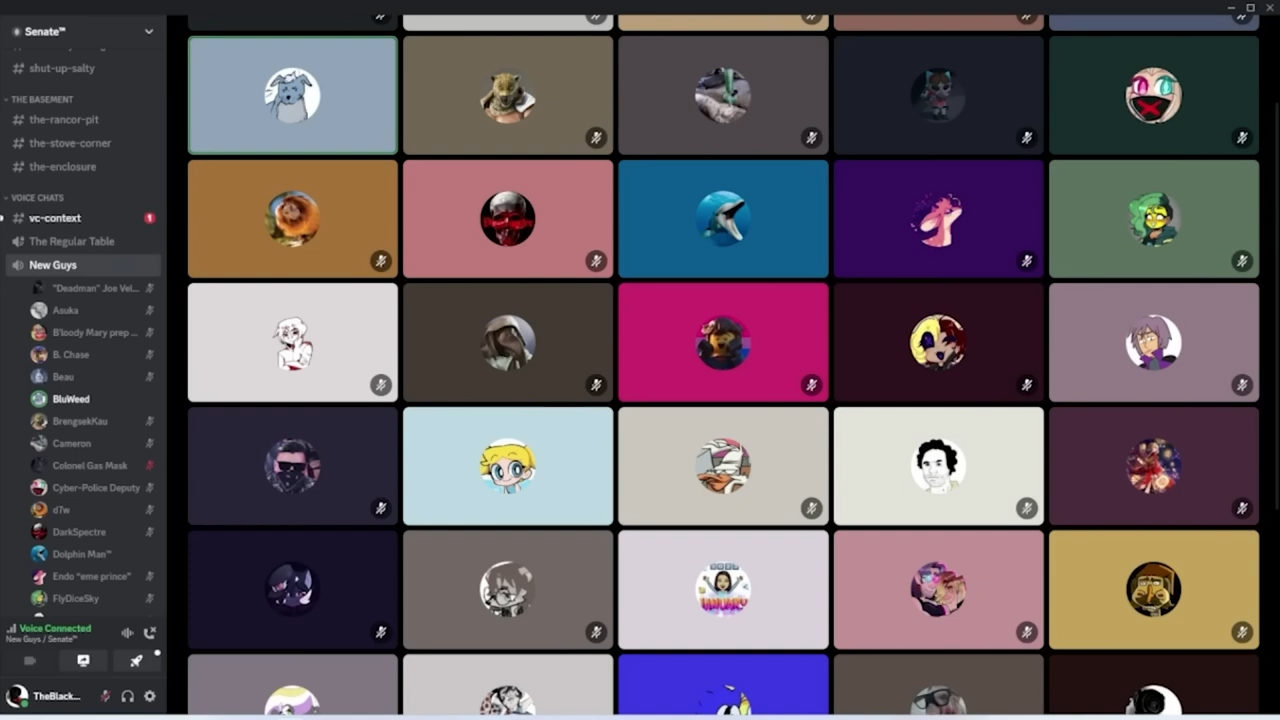 Senate™
shut-up-salty
THE BASEMENT
the-rancor-pit
the-stove-corner
the-enclosure
VOICE CHATS
vc-context
1
The Regular Table
New Guys
"Deadman" Joe Vel...
Asuka
B'loody Mary prep ...
B. Chase
Beau
BluWeed
BrengsekKau
Cameron
Colonel Gas Mask
Cyber-Police Deputy
d7w
DarkSpectre
Dolphin Man™
Endo "eme prince"
FlyDiceSky
Voice Connected
New Guys / Senate™
TheBlack...